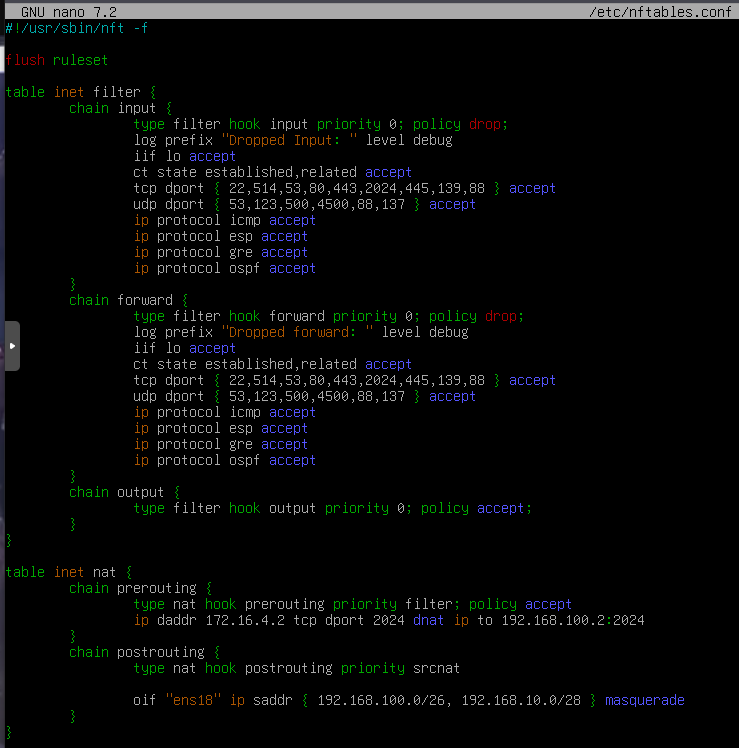 GNU nano 7.2 /etc/nftables.conf
#!/usr/sbin/nft -f
flush ruleset
table inet filter {
chain input {
type filter hook input priority 0; policy drop;
log prefix "Dropped Input: " level debug
iif lo accept
ct state established,related accept
tcp dport { 22,514,53,80,443,2024,445,139,88 } accept
udp dport { 53,123,500,4500,88,137 } accept
ip protocol icmp accept
ip protocol esp accept
ip protocol gre accept
ip protocol ospf accept
}
chain forward {
type filter hook forward priority 0; policy drop;
log prefix "Dropped forward: " level debug
iif lo accept
ct state established,related accept
tcp dport { 22,514,53,80,443,2024,445,139,88 } accept
udp dport { 53,123,500,4500,88,137 } accept
ip protocol icmp accept
ip protocol esp accept
ip protocol gre accept
ip protocol ospf accept
}
chain output {
type filter hook output priority 0; policy accept;
}
}
table inet nat {
chain prerouting {
type nat hook prerouting priority filter; policy accept
ip daddr 172.16.4.2 tcp dport 2024 dnat ip to 192.168.100.2:2024
}
chain postrouting {
type nat hook postrouting priority srcnat
oif "ens18" ip saddr { 192.168.100.0/26, 192.168.10.0/28 } masquerade
}
}